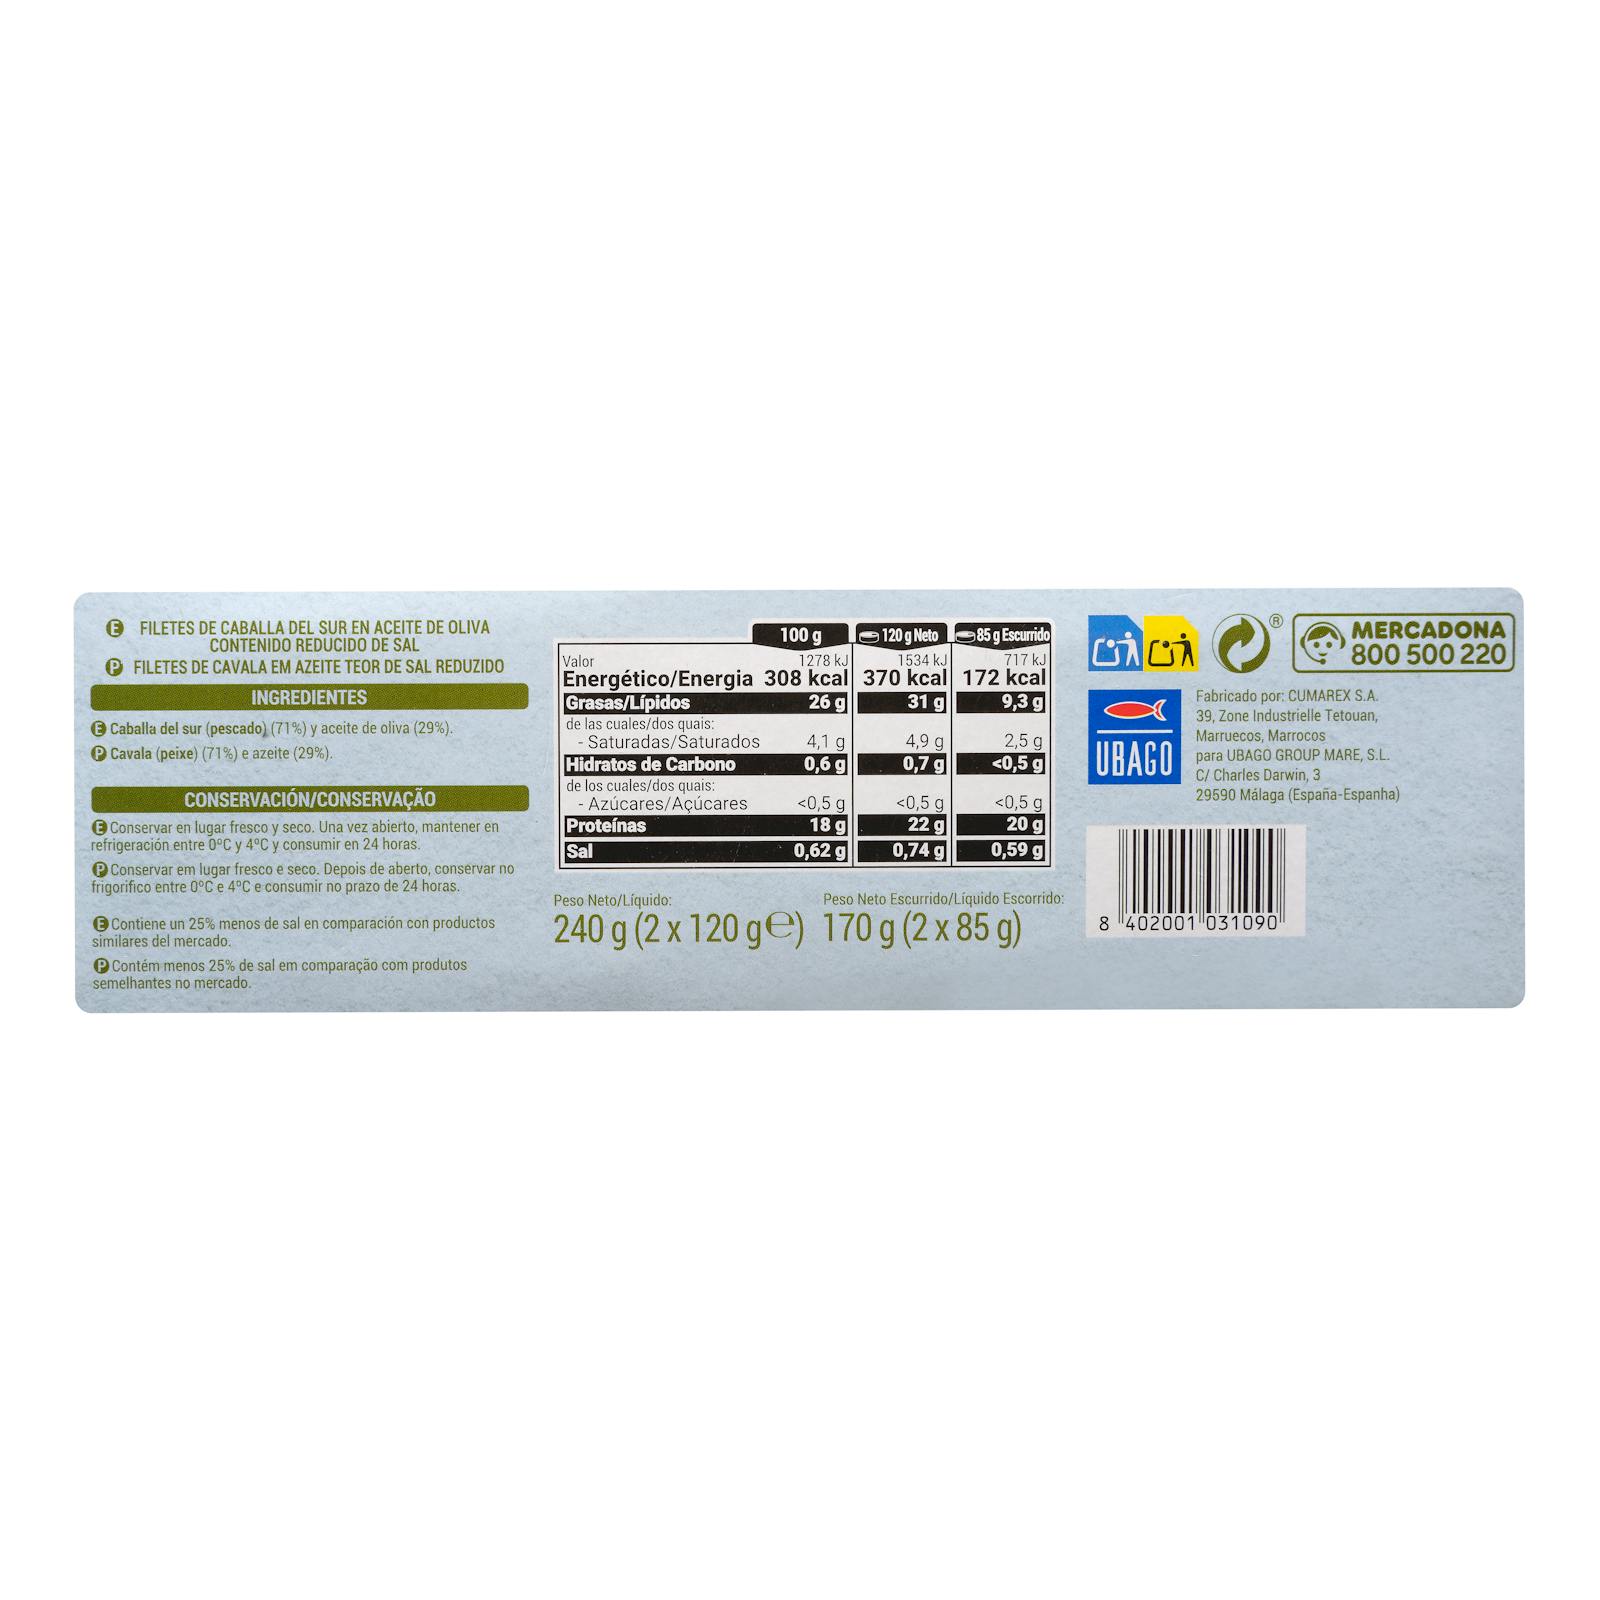 E FILETES DE CABALLA DEL SUR EN ACEITE DE OLIVA
CONTENIDO REDUCIDO DE SAL
P FILETES DE CAVALA EM AZEITE TEOR DE SAL REDUZIDO
INGREDIENTES
E Caballa del sur (pescado) (71%) y aceite de oliva (29%).
P Cavala (peixe) (71%) e azeite (29%).
CONSERVACIÓN/CONSERVAÇÃO
E Conservar en lugar fresco y seco. Una vez abierto, mantener en
refrigeración entre 0ºC y 4ºC y consumir en 24 horas.
P Conservar em lugar fresco e seco. Depois de aberto, conservar no
frigorifico entre 0ºC e 4ºC e consumir no prazo de 24 horas.
E Contiene un 25% menos de sal en comparación con productos
similares del mercado.
P Contém menos 25% de sal em comparação com produtos
semelhantes no mercado.
100 g 120 g Neto 85 g Escurrido
Valor 1278 kJ 1534 kJ 717 kJ
Energético/Energia 308 kcal 370 kcal 172 kcal
Grasas/Lípidos 26 g 31 g 9,3 g
de las cuales/dos quais:
- Saturadas/Saturados 4,1 g 4,9 g 2,5 g
Hidratos de Carbono 0,6 g 0,7 g <0,5 g
de los cuales/dos quais:
- Azúcares/Açúcares <0,5 g <0,5 g <0,5 g
Proteínas 18 g 22 g 20 g
Sal 0,62 g 0,74 g 0,59 g
Peso Neto/Líquido:
240 g (2 x 120 g℮)
Peso Neto Escurrido/Líquido Escorrido:
170 g (2 x 85 g)
®
MERCADONA
800 500 220
UBAGO
Fabricado por: CUMAREX S.A.
39, Zone Industrielle Tetouan,
Marruecos, Marrocos
para UBAGO GROUP MARE, S.L.
C/ Charles Darwin, 3
29590 Málaga (España-Espanha)
8 402001 031090